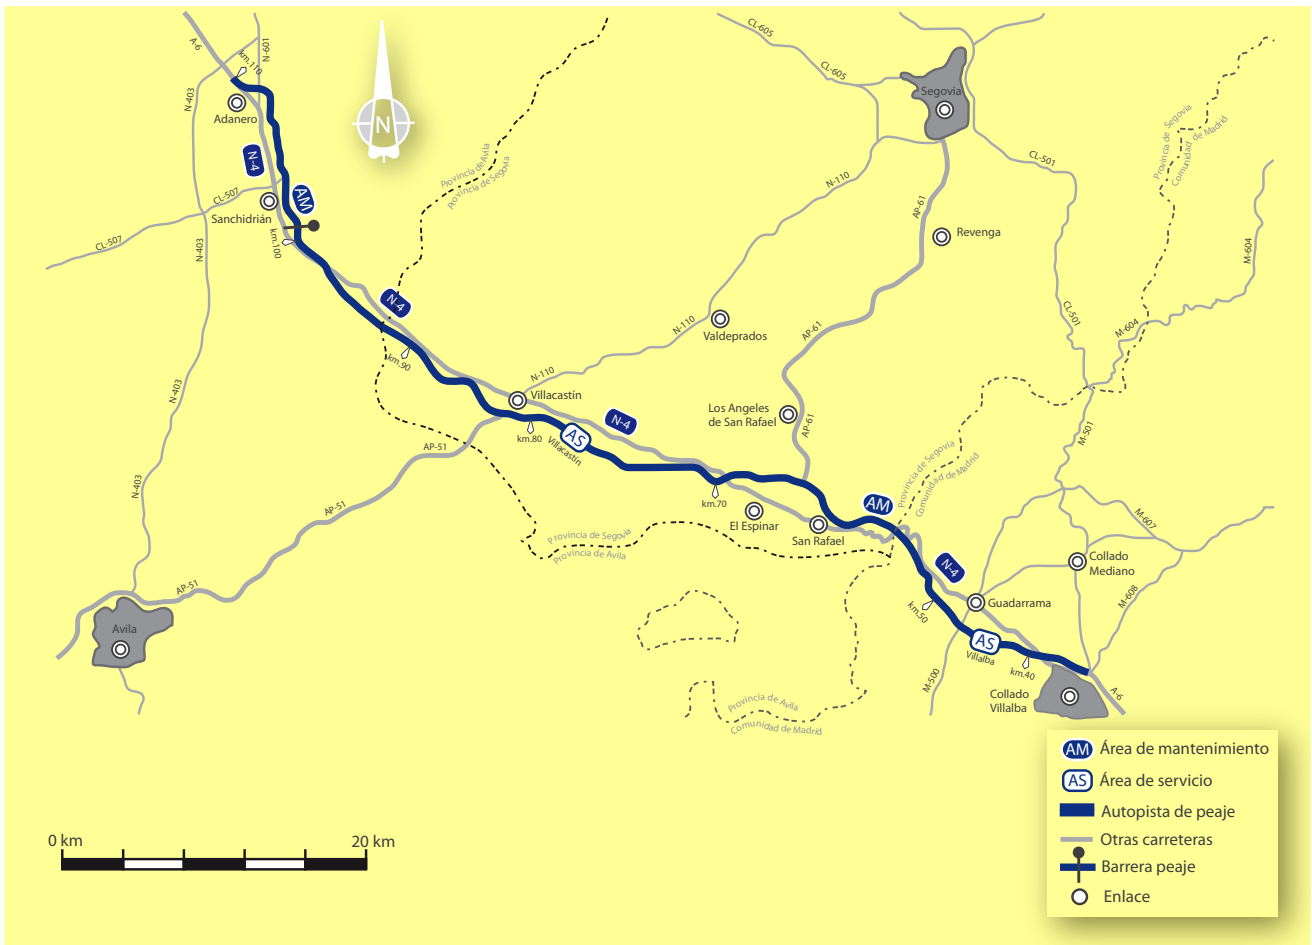 A-6
N-601
km.110
N-403
Adanero
N-4
AM
CL-507
Sanchidrián
CL-507
N-403
km.100
N
Provincia de Avila
Provincia de Segovia
CL-605
CL-605
Segovia
CL-501
N-110
AP-61
Revenga
Provincia de Segovia
Comunidad de Madrid
M-604
M-604
CL-501
N-4
km.90
N-110
Valdeprados
AP-61
N-110
Villacastín
N-403
Los Angeles
de San Rafael
AP-61
N-4
km.80
AS
Villacastín
AP-51
M-501
Provincia de Segovia
Comunidad de Madrid
N-403
km.70
AP-51
El Espinar
San Rafael
AM
M-607
Provincia de Segovia
Provincia de Avila
N-4
Collado
Mediano
AP-51
km.50
Guadarrama
M-608
Avila
AS
Villalba
km.40
M-500
Collado
Villalba
A-6
Provincia de Avila
Comunidad de Madrid
AM Área de mantenimiento
AS Área de servicio
Autopista de peaje
Otras carreteras
Barrera peaje
Enlace
0 km
20 km